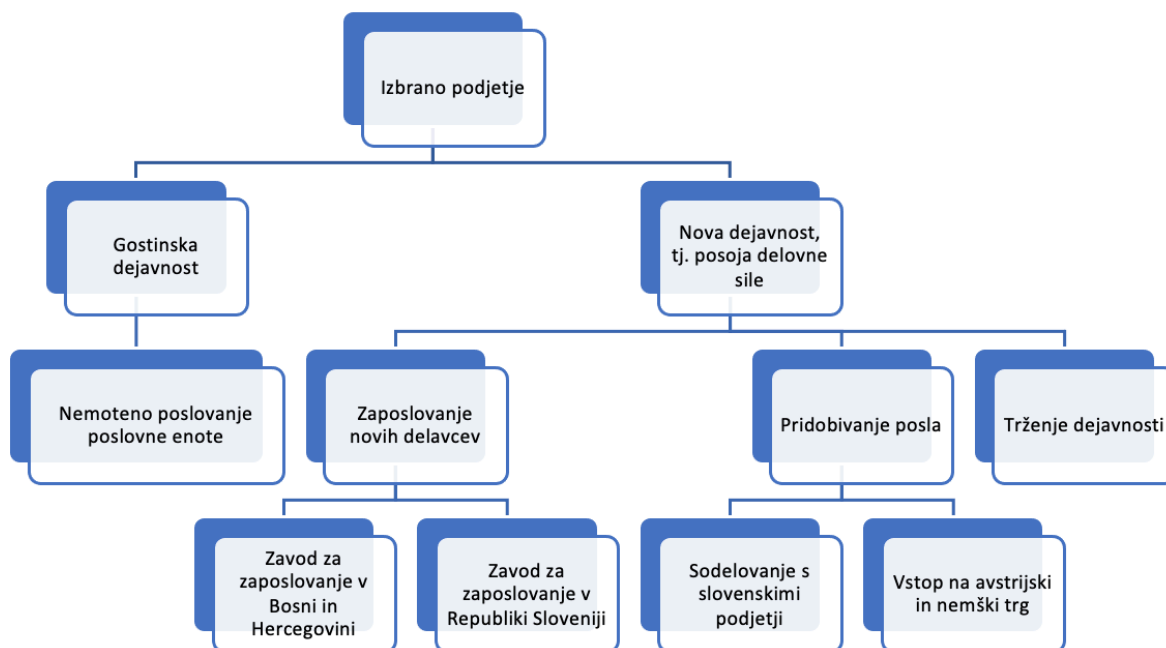 Izbrano podjetje
Gostinska
dejavnost
Nova dejavnost,
tj. posoja delovne
sile
Nemoteno poslovanje
poslovne enote
Zaposlovanje
novih delavcev
Pridobivanje posla
Trženje dejavnosti
Zavod za
zaposlovanje v
Bosni in
Hercegovini
Zavod za
zaposlovanje v
Republiki Sloveniji
Sodelovanje s
slovenskimi
podjetji
Vstop na avstrijski
in nemški trg